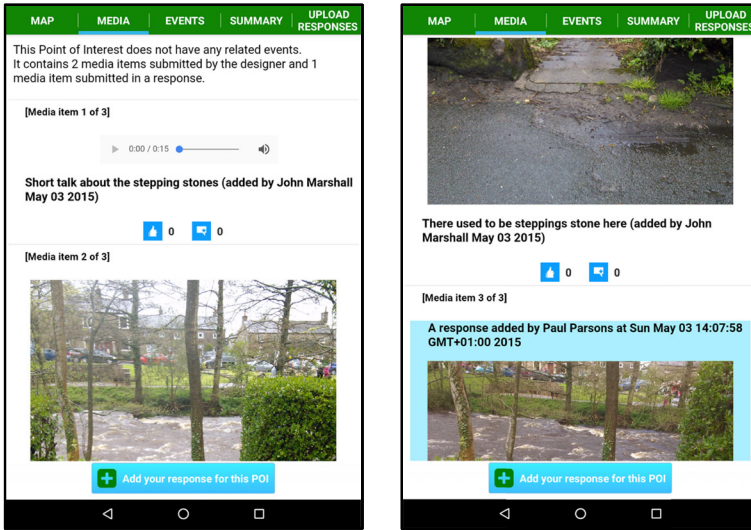 MAP
MEDIA
EVENTS
SUMMARY
UPLOAD
RESPONSES
This Point of Interest does not have any related events.
It contains 2 media items submitted by the designer and 1
media item submitted in a response.
[Media item 1 of 3]
0:00 / 0:15
Short talk about the stepping stones (added by John Marshall
May 03 2015)
0
0
[Media item 2 of 3]
Add your response for this POI
MAP
MEDIA
EVENTS
SUMMARY
UPLOAD
RESPONSES
There used to be steppings stone here (added by John
Marshall May 03 2015)
0
0
[Media item 3 of 3]
A response added by Paul Parsons at Sun May 03 14:07:58
GMT+01:00 2015
Add your response for this POI